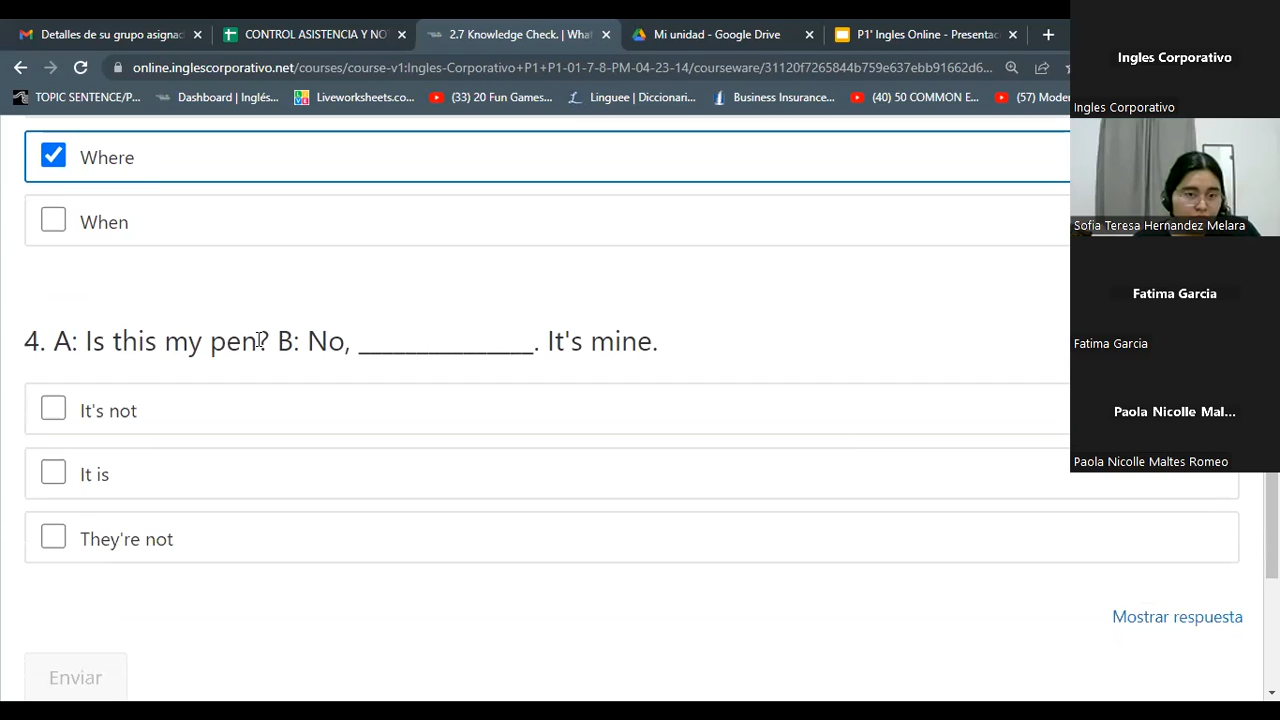 Detalles de su grupo asignac
CONTROL ASISTENCIA Y NO
2.7 Knowledge Check. | Wha
Mi unidad - Google Drive
P1' Ingles Online - Presentac
online.inglescorporativo.net/courses/course-v1:Ingles-Corporativo+P1+P1-01-7-8-PM-04-23-14/courseware/31120f7265844b759e637ebb91662d6...
TOPIC SENTENCE/P...
Dashboard | Inglés...
Liveworksheets.co...
(33) 20 Fun Games...
Linguee | Diccionari...
Business Insurance...
(40) 50 COMMON E...
(57) Moder
Where
When
4. A: Is this my pen? B: No, _______________. It's mine.
It's not
It is
They're not
Mostrar respuesta
Enviar
Ingles Corporativo
Ingles Corporativo
Sofía Teresa Hernandez Melara
Fatima Garcia
Fatima Garcia
Paola Nicolle Mal...
Paola Nicolle Maltes Romeo